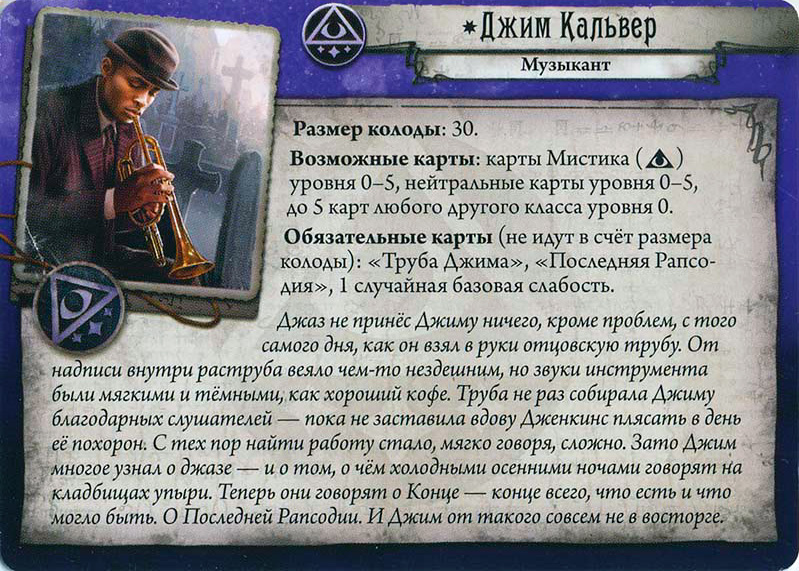 ✷Джим Кальвер
Музыкант
Размер колоды: 30.
Возможные карты: карты Мистика ( )
уровня 0–5, нейтральные карты уровня 0–5,
до 5 карт любого другого класса уровня 0.
Обязательные карты (не идут в счёт размера
колоды): «Труба Джима», «Последняя Рапсо-
дия», 1 случайная базовая слабость.
Джаз не принёс Джиму ничего, кроме проблем, с того
самого дня, как он взял в руки отцовскую трубу. От
надписи внутри раструба веяло чем-то нездешним, но звуки инструмента
были мягкими и тёмными, как хороший кофе. Труба не раз собирала Джиму
благодарных слушателей — пока не заставила вдову Дженкинс плясать в день
её похорон. С тех пор найти работу стало, мягко говоря, сложно. Зато Джим
многое узнал о джазе — и о том, о чём холодными осенними ночами говорят на
кладбищах упыри. Теперь они говорят о Конце — конце всего, что есть и что
могло быть. О Последней Рапсодии. И Джим от такого совсем не в восторге.